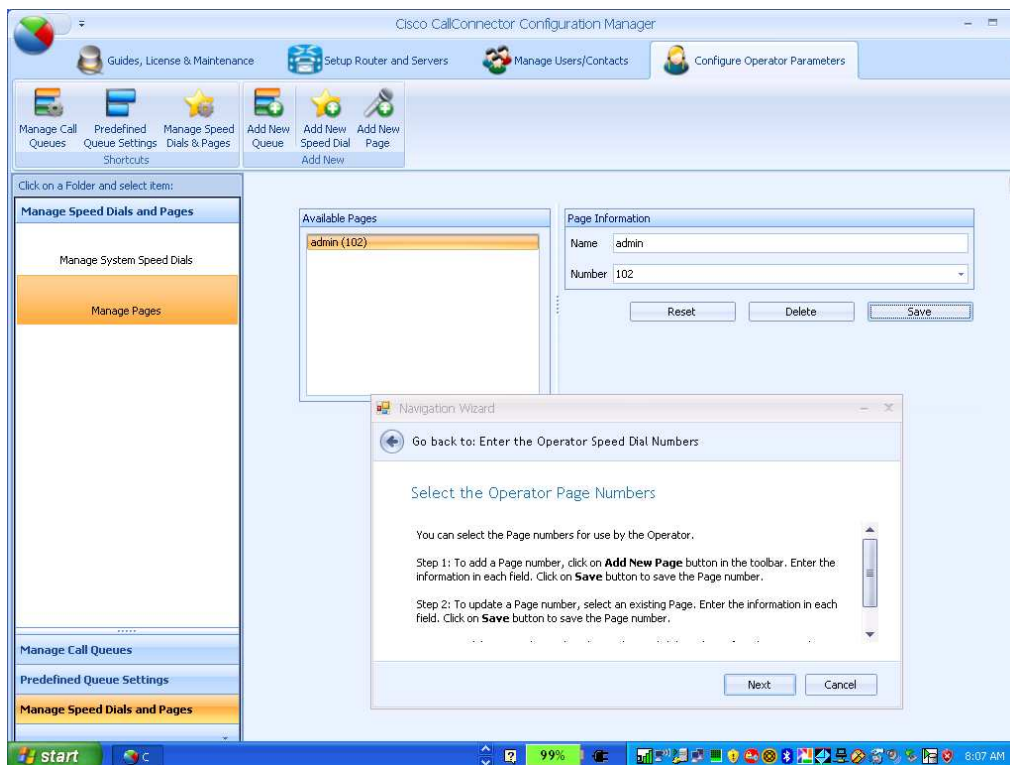 Cisco CallConnector Configuration Manager
Guides, License & Maintenance
Setup Router and Servers
Manage Users/Contacts
Configure Operator Parameters
Manage Call Queues
Predefined Queue Settings
Manage Speed Dials & Pages
Shortcuts
Add New Queue
Add New Speed Dial
Add New Page
Add New
Click on a Folder and select item:
Manage Speed Dials and Pages
Manage System Speed Dials
Manage Pages
Available Pages
admin (102)
Page Information
Name admin
Number 102
Reset
Delete
Save
Navigation Wizard
Go back to: Enter the Operator Speed Dial Numbers
Select the Operator Page Numbers
You can select the Page numbers for use by the Operator.
Step 1: To add a Page number, click on Add New Page button in the toolbar. Enter the
information in each field. Click on Save button to save the Page number.
Step 2: To update a Page number, select an existing Page. Enter the information in each
field. Click on Save button to save the Page number.
Next
Cancel
Manage Call Queues
Predefined Queue Settings
Manage Speed Dials and Pages
start
C
99%
8:07 AM